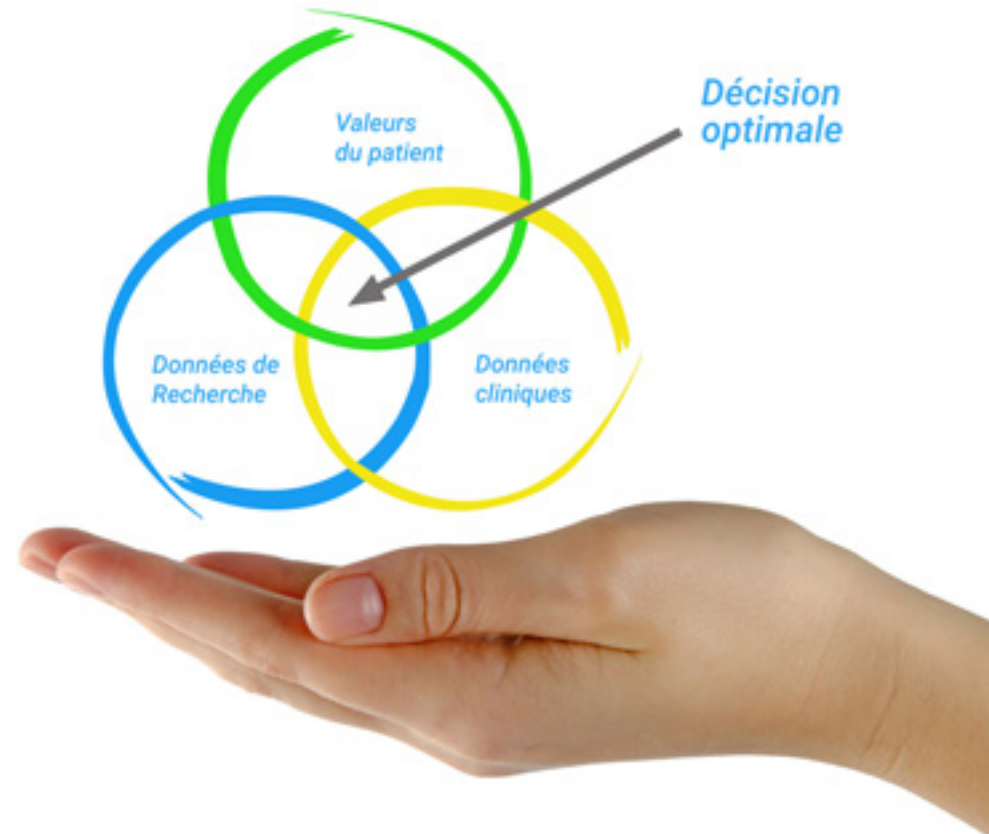 Valeurs
du patient
Décision
optimale
Données de
Recherche
Données
cliniques